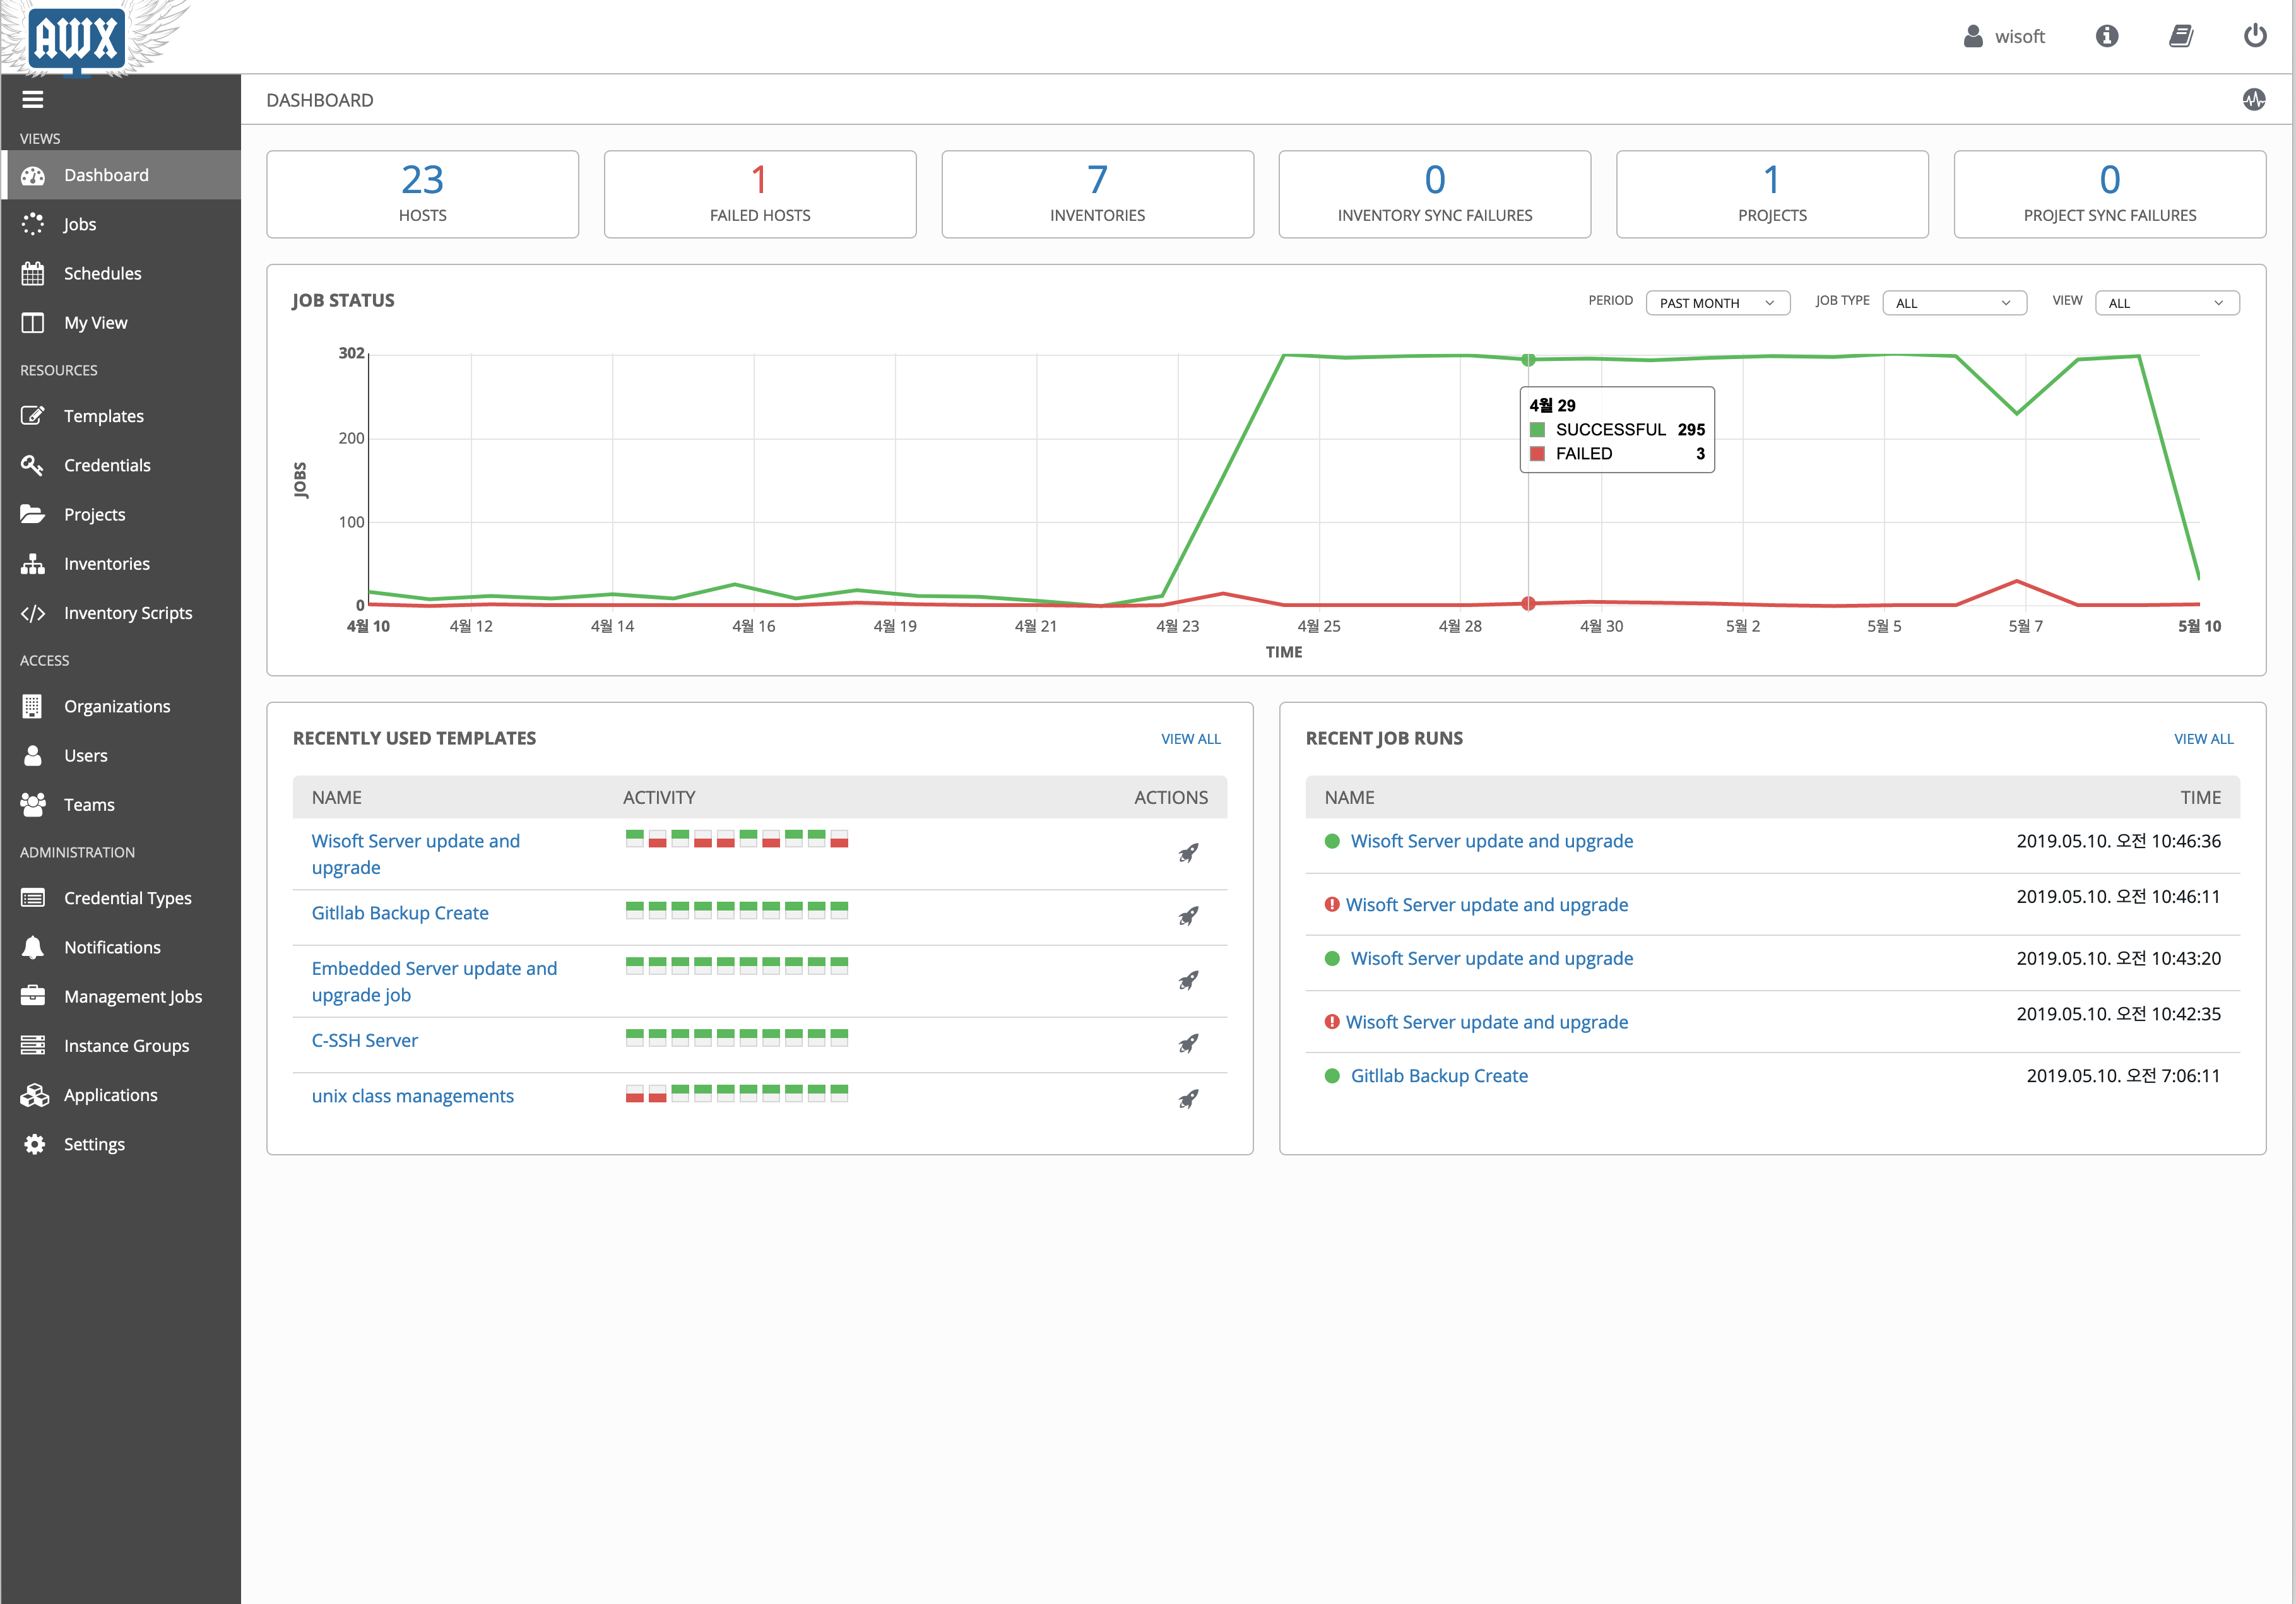 AWX
wisoft
DASHBOARD
VIEWS
Dashboard
Jobs
Schedules
My View
RESOURCES
Templates
Credentials
Projects
Inventories
Inventory Scripts
ACCESS
Organizations
Users
Teams
ADMINISTRATION
Credential Types
Notifications
Management Jobs
Instance Groups
Applications
Settings
23
HOSTS
1
FAILED HOSTS
7
INVENTORIES
0
INVENTORY SYNC FAILURES
1
PROJECTS
0
PROJECT SYNC FAILURES
JOB STATUS
PERIOD PAST MONTH JOB TYPE ALL VIEW ALL
302
200
100
0
JOBS
4월 29
SUCCESSFUL 295
FAILED 3
4월 10 4월 12 4월 14 4월 16 4월 19 4월 21 4월 23 4월 25 4월 28 4월 30 5월 2 5월 5 5월 7 5월 10
TIME
RECENTLY USED TEMPLATES VIEW ALL
NAME ACTIVITY ACTIONS
Wisoft Server update and
upgrade
Gitllab Backup Create
Embedded Server update and
upgrade job
C-SSH Server
unix class managements
RECENT JOB RUNS VIEW ALL
NAME TIME
Wisoft Server update and upgrade 2019.05.10. 오전 10:46:36
Wisoft Server update and upgrade 2019.05.10. 오전 10:46:11
Wisoft Server update and upgrade 2019.05.10. 오전 10:43:20
Wisoft Server update and upgrade 2019.05.10. 오전 10:42:35
Gitllab Backup Create 2019.05.10. 오전 7:06:11